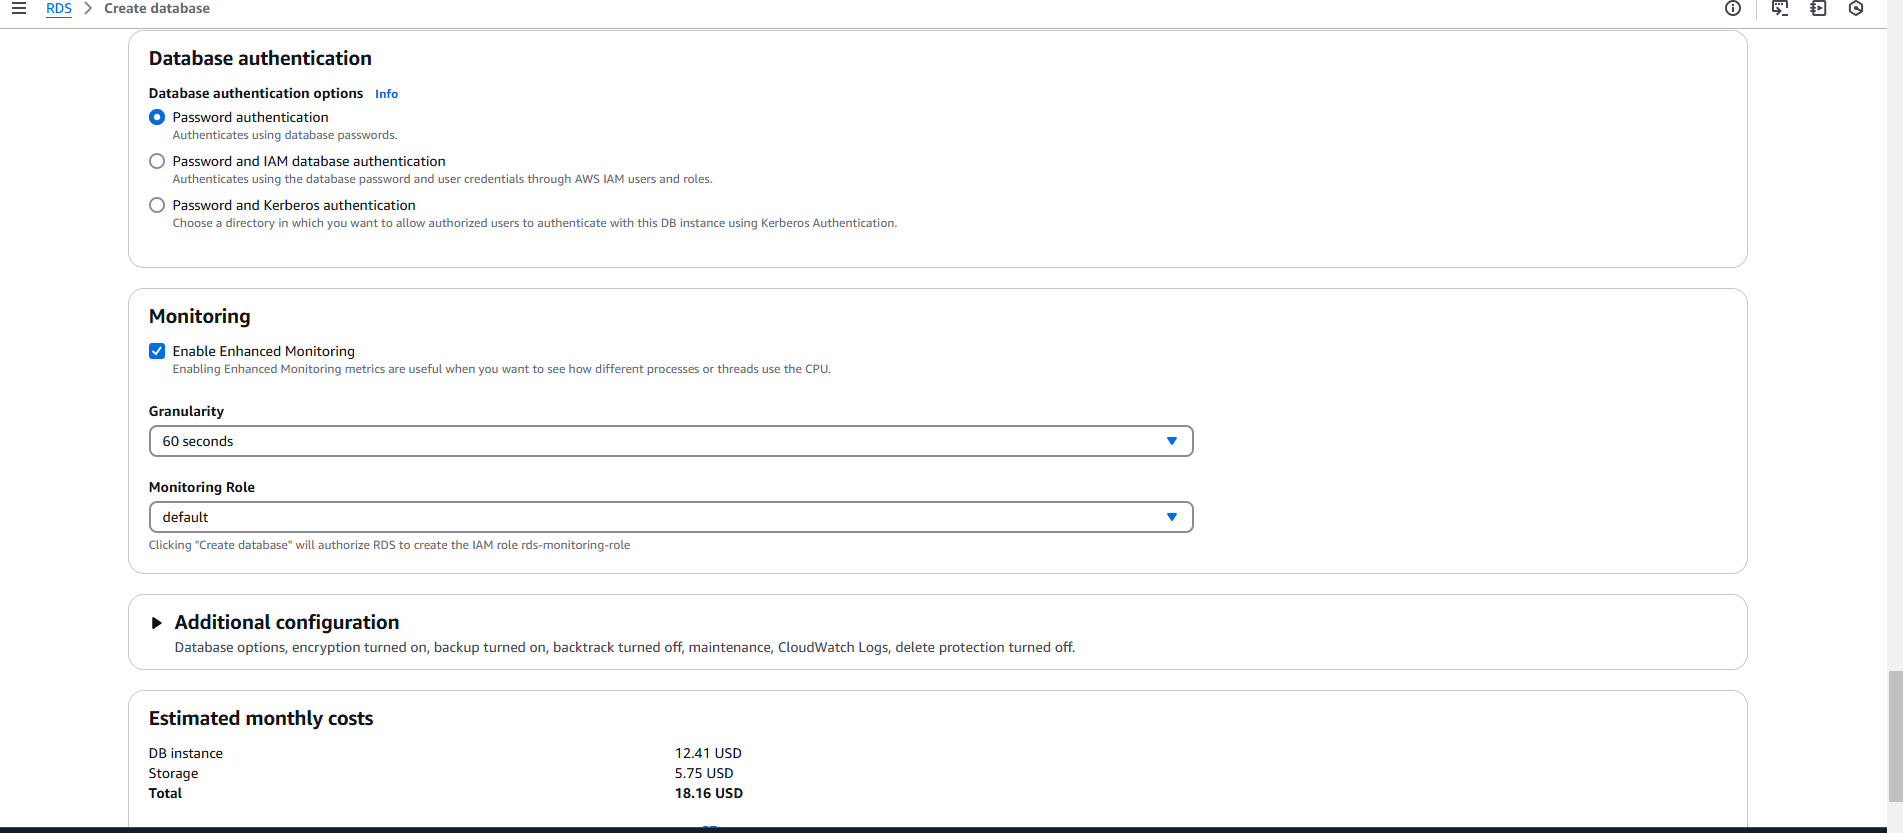 RDS > Create database
Database authentication
Database authentication options Info
Password authentication
Authenticates using database passwords.
Password and IAM database authentication
Authenticates using the database password and user credentials through AWS IAM users and roles.
Password and Kerberos authentication
Choose a directory in which you want to allow authorized users to authenticate with this DB instance using Kerberos Authentication.
Monitoring
Enable Enhanced Monitoring
Enabling Enhanced Monitoring metrics are useful when you want to see how different processes or threads use the CPU.
Granularity
60 seconds
Monitoring Role
default
Clicking "Create database" will authorize RDS to create the IAM role rds-monitoring-role
Additional configuration
Database options, encryption turned on, backup turned on, backtrack turned off, maintenance, CloudWatch Logs, delete protection turned off.
Estimated monthly costs
DB instance 12.41 USD
Storage 5.75 USD
Total 18.16 USD